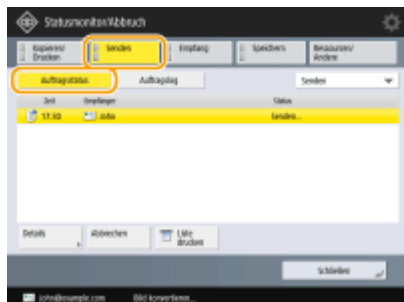 Statusmonitor/Abbruch
Kopieren/
Drucken
Senden
Empfang
Speichern
Ressourcen/
Andere
Auftragsstatus
Auftragslog
Senden
Zeit Empfänger Status
17:30 John Senden...
Details
Abbrechen
Liste
drucken
Schließen
john@example.com Bild konvertieren...